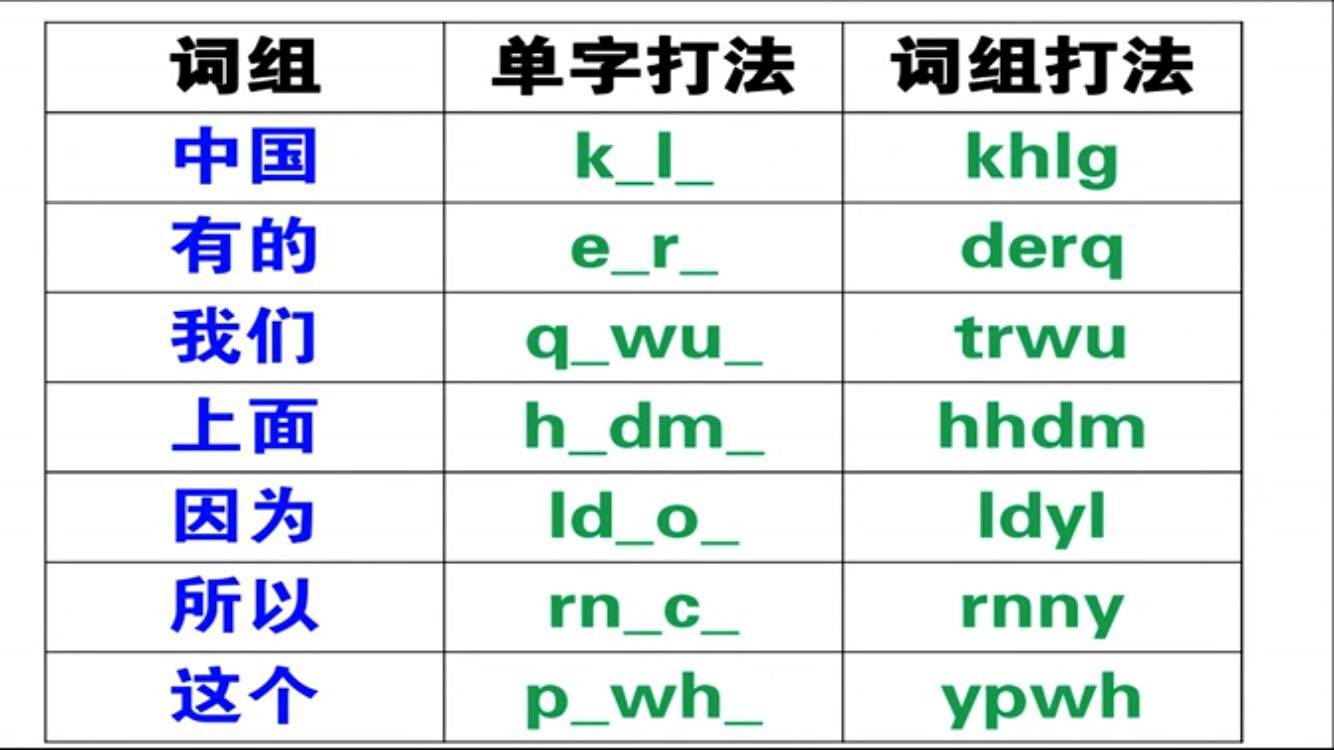 词组 单字打法 词组打法
中国 k_l_ khlg
有的 e_r_ derq
我们 q_wu_ trwu
上面 h_dm_ hhdm
因为 ld_o_ ldyl
所以 rn_c_ rnny
这个 p_wh_ ypwh